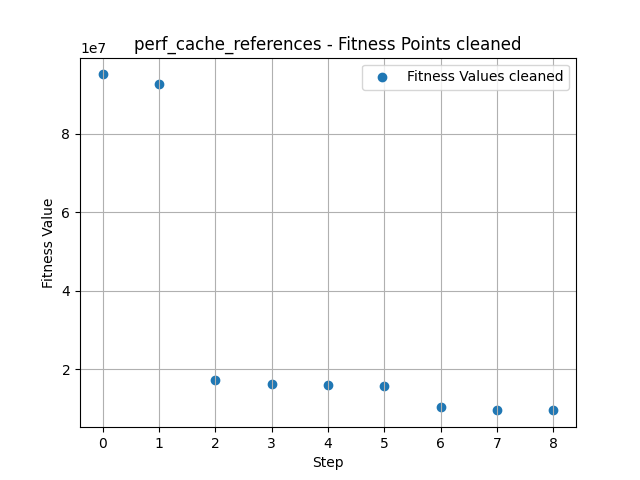 perf_cache_references - Fitness Points cleaned
1e7
Fitness Values cleaned
8
6
4
2
Fitness Value
0 1 2 3 4 5 6 7 8
Step